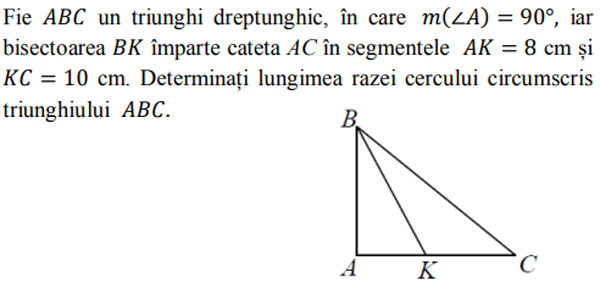 Fie ABC un triunghi dreptunghic, în care m(∠A) = 90°, iar
bisectoarea BK împarte cateta AC în segmentele AK = 8 cm și
KC = 10 cm. Determinați lungimea razei cercului circumscris
triunghiului ABC.
B
A K C